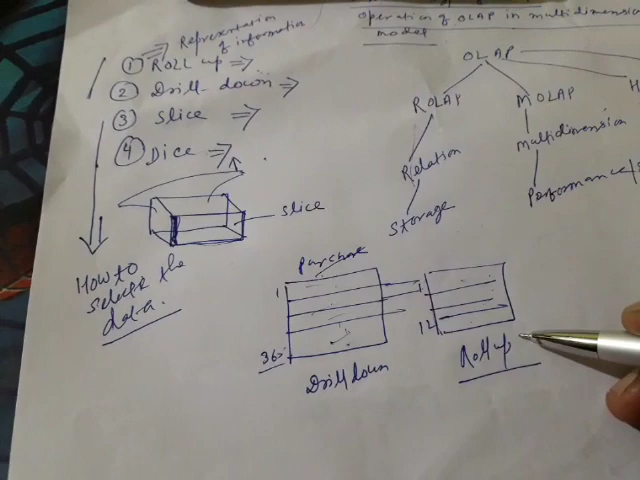 operation of OLAP in multidimension
model
⇒ Representation
of information
① ROLL up ⇒
② Drill-down ⇒
③ Slice ⇒
④ Dice ⇒
slice
How to
select the
data.
OLAP
ROLAP
MOLAP
H
Relation
Multidimension
Storage
Performance
Purchase
1
365
Drill down
1
12
Roll up